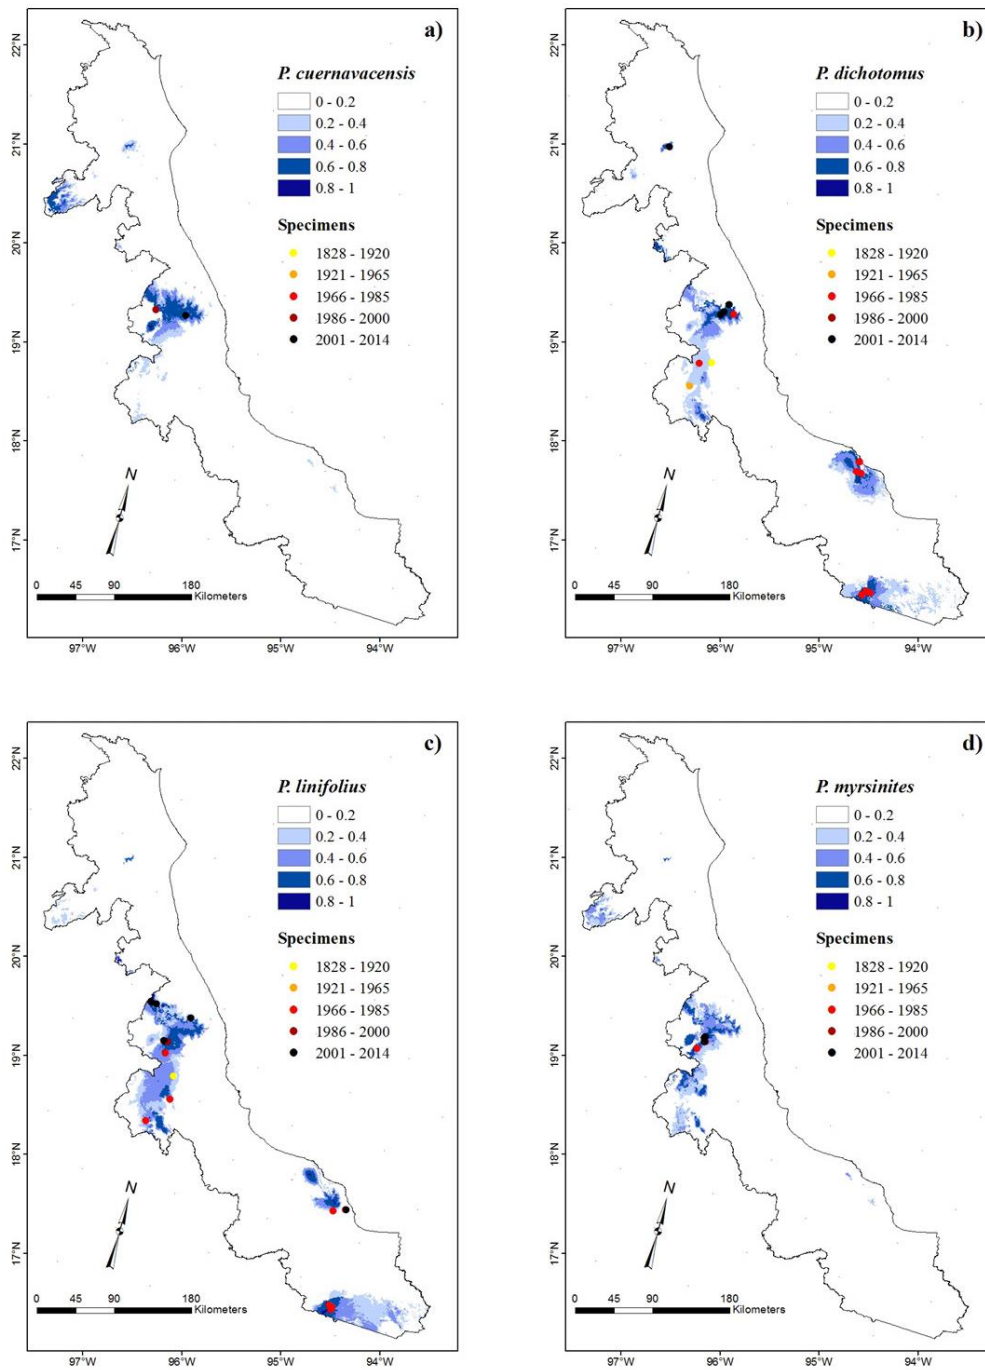 a)
P. cuernavacensis
0 - 0.2
0.2 - 0.4
0.4 - 0.6
0.6 - 0.8
0.8 - 1
Specimens
1828 - 1920
1921 - 1965
1966 - 1985
1986 - 2000
2001 - 2014
22°N
21°N
20°N
19°N
18°N
17°N
N
0 45 90 180
Kilometers
97°W 96°W 95°W 94°W
b)
P. dichotomus
0 - 0.2
0.2 - 0.4
0.4 - 0.6
0.6 - 0.8
0.8 - 1
Specimens
1828 - 1920
1921 - 1965
1966 - 1985
1986 - 2000
2001 - 2014
22°N
21°N
20°N
19°N
18°N
17°N
N
0 45 90 180
Kilometers
97°W 96°W 95°W 94°W
c)
P. linifolius
0 - 0.2
0.2 - 0.4
0.4 - 0.6
0.6 - 0.8
0.8 - 1
Specimens
1828 - 1920
1921 - 1965
1966 - 1985
1986 - 2000
2001 - 2014
22°N
21°N
20°N
19°N
18°N
17°N
N
0 45 90 180
Kilometers
97°W 96°W 95°W 94°W
d)
P. myrsinites
0 - 0.2
0.2 - 0.4
0.4 - 0.6
0.6 - 0.8
0.8 - 1
Specimens
1828 - 1920
1921 - 1965
1966 - 1985
1986 - 2000
2001 - 2014
22°N
21°N
20°N
19°N
18°N
17°N
N
0 45 90 180
Kilometers
97°W 96°W 95°W 94°W